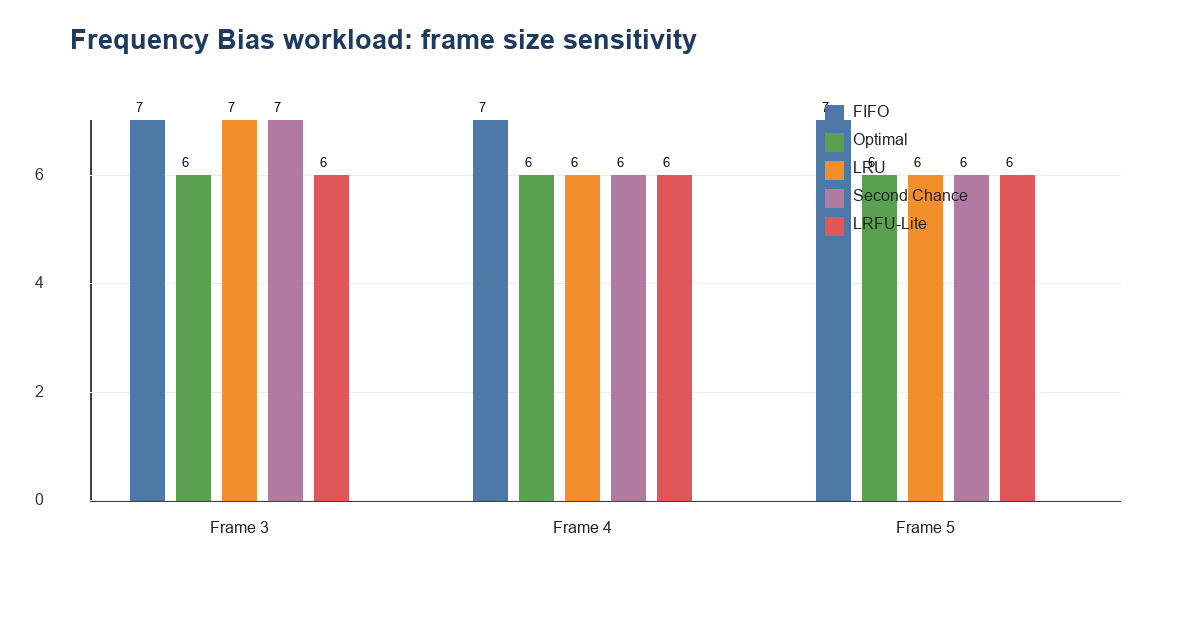 Frequency Bias workload: frame size sensitivity
7 6 7 7 6 7 6 6 6 6 7 6 6 6 6
FIFO
Optimal
LRU
Second Chance
LRFU-Lite
6
4
2
0
Frame 3 Frame 4 Frame 5